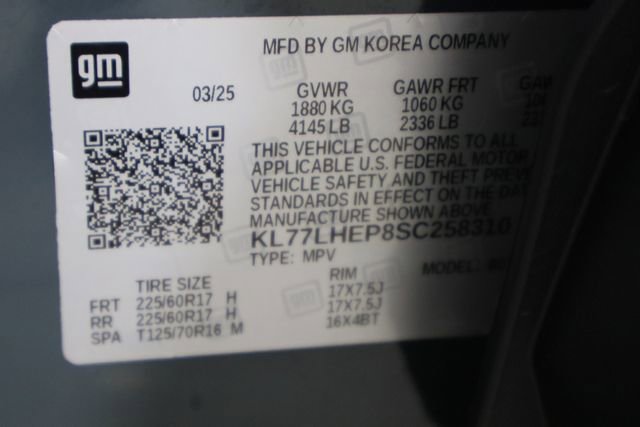 gm
MFD BY GM KOREA COMPANY
03/25 GVWR GAWR FRT
1880 KG 1060 KG
4145 LB 2336 LB
THIS VEHICLE CONFORMS TO ALL
APPLICABLE U.S. FEDERAL MOTOR
VEHICLE SAFETY AND THEFT
STANDARDS IN EFFECT ON THE
MANUFACTURE SHOWN ABOVE.
KL77LHEP8SC258310
TYPE: MPV MODEL:
TIRE SIZE RIM
FRT 225/60R17 H 17X7.5J
RR 225/60R17 H 17X7.5J
SPA T125/70R16 M 16X4BT